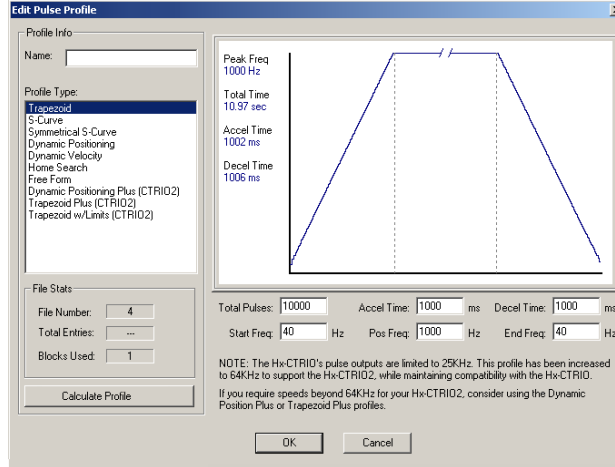 Edit Pulse Profile
Profile Info
Name:
Profile Type:
Trapezoid
S-Curve
Symmetrical S-Curve
Dynamic Positioning
Dynamic Velocity
Home Search
Free Form
Dynamic Positioning Plus (CTRIO2)
Trapezoid Plus (CTRIO2)
Trapezoid w/Limits (CTRIO2)
File Stats
File Number: 4
Total Entries: ---
Blocks Used: 1
Calculate Profile
Peak Freq
1000 Hz
Total Time
10.97 sec
Accel Time
1002 ms
Decel Time
1006 ms
Total Pulses: 10000 Accel Time: 1000 ms Decel Time: 1000 ms
Start Freq: 40 Hz Pos Freq: 1000 Hz End Freq: 40 Hz
NOTE: The Hx-CTRIO's pulse outputs are limited to 25KHz. This profile has been increased
to 64KHz to support the Hx-CTRIO2, while maintaining compatibility with the Hx-CTRIO.
If you require speeds beyond 64KHz for your Hx-CTRIO2, consider using the Dynamic
Position Plus or Trapezoid Plus profiles.
OK Cancel